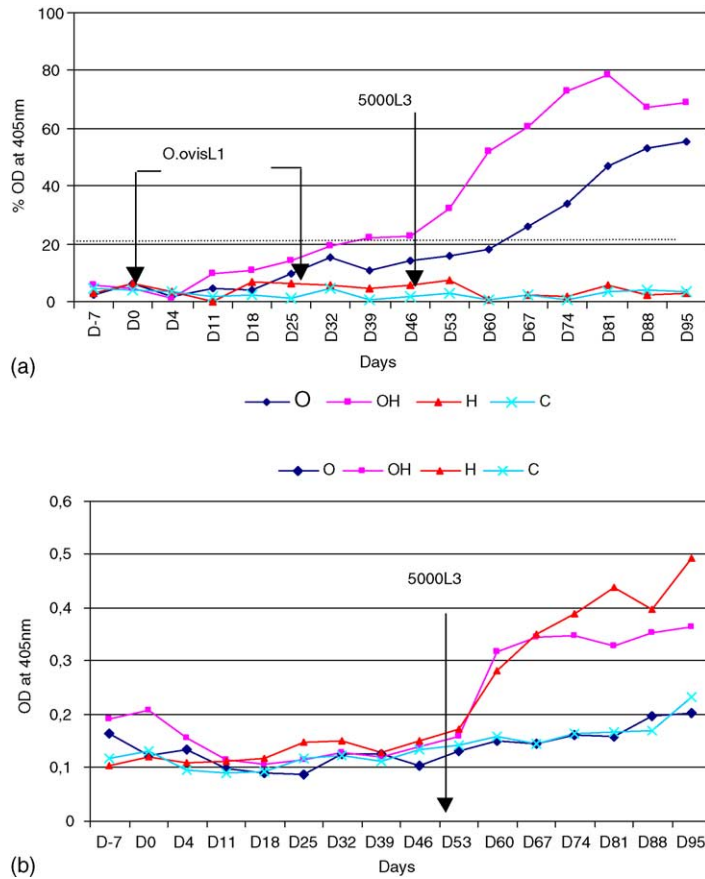 100
80
60
40
20
0
% OD at 405nm
5000L3
O.ovisL1
D-7 D0 D4 D11 D18 D25 D32 D39 D46 D53 D60 D67 D74 D81 D88 D95
Days
(a)
O OH H C
O OH H C
0,6
0,5
0,4
0,3
0,2
0,1
0
OD at 405nm
5000L3
D-7 D0 D4 D11 D18 D25 D32 D39 D46 D53 D60 D67 D74 D81 D88 D95
Days
(b)